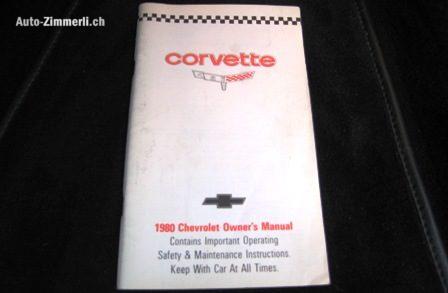 Auto-Zimmerli.ch
corvette
1980 Chevrolet Owner's Manual
Contains Important Operating
Safety & Maintenance Instructions.
Keep With Car At All Times.